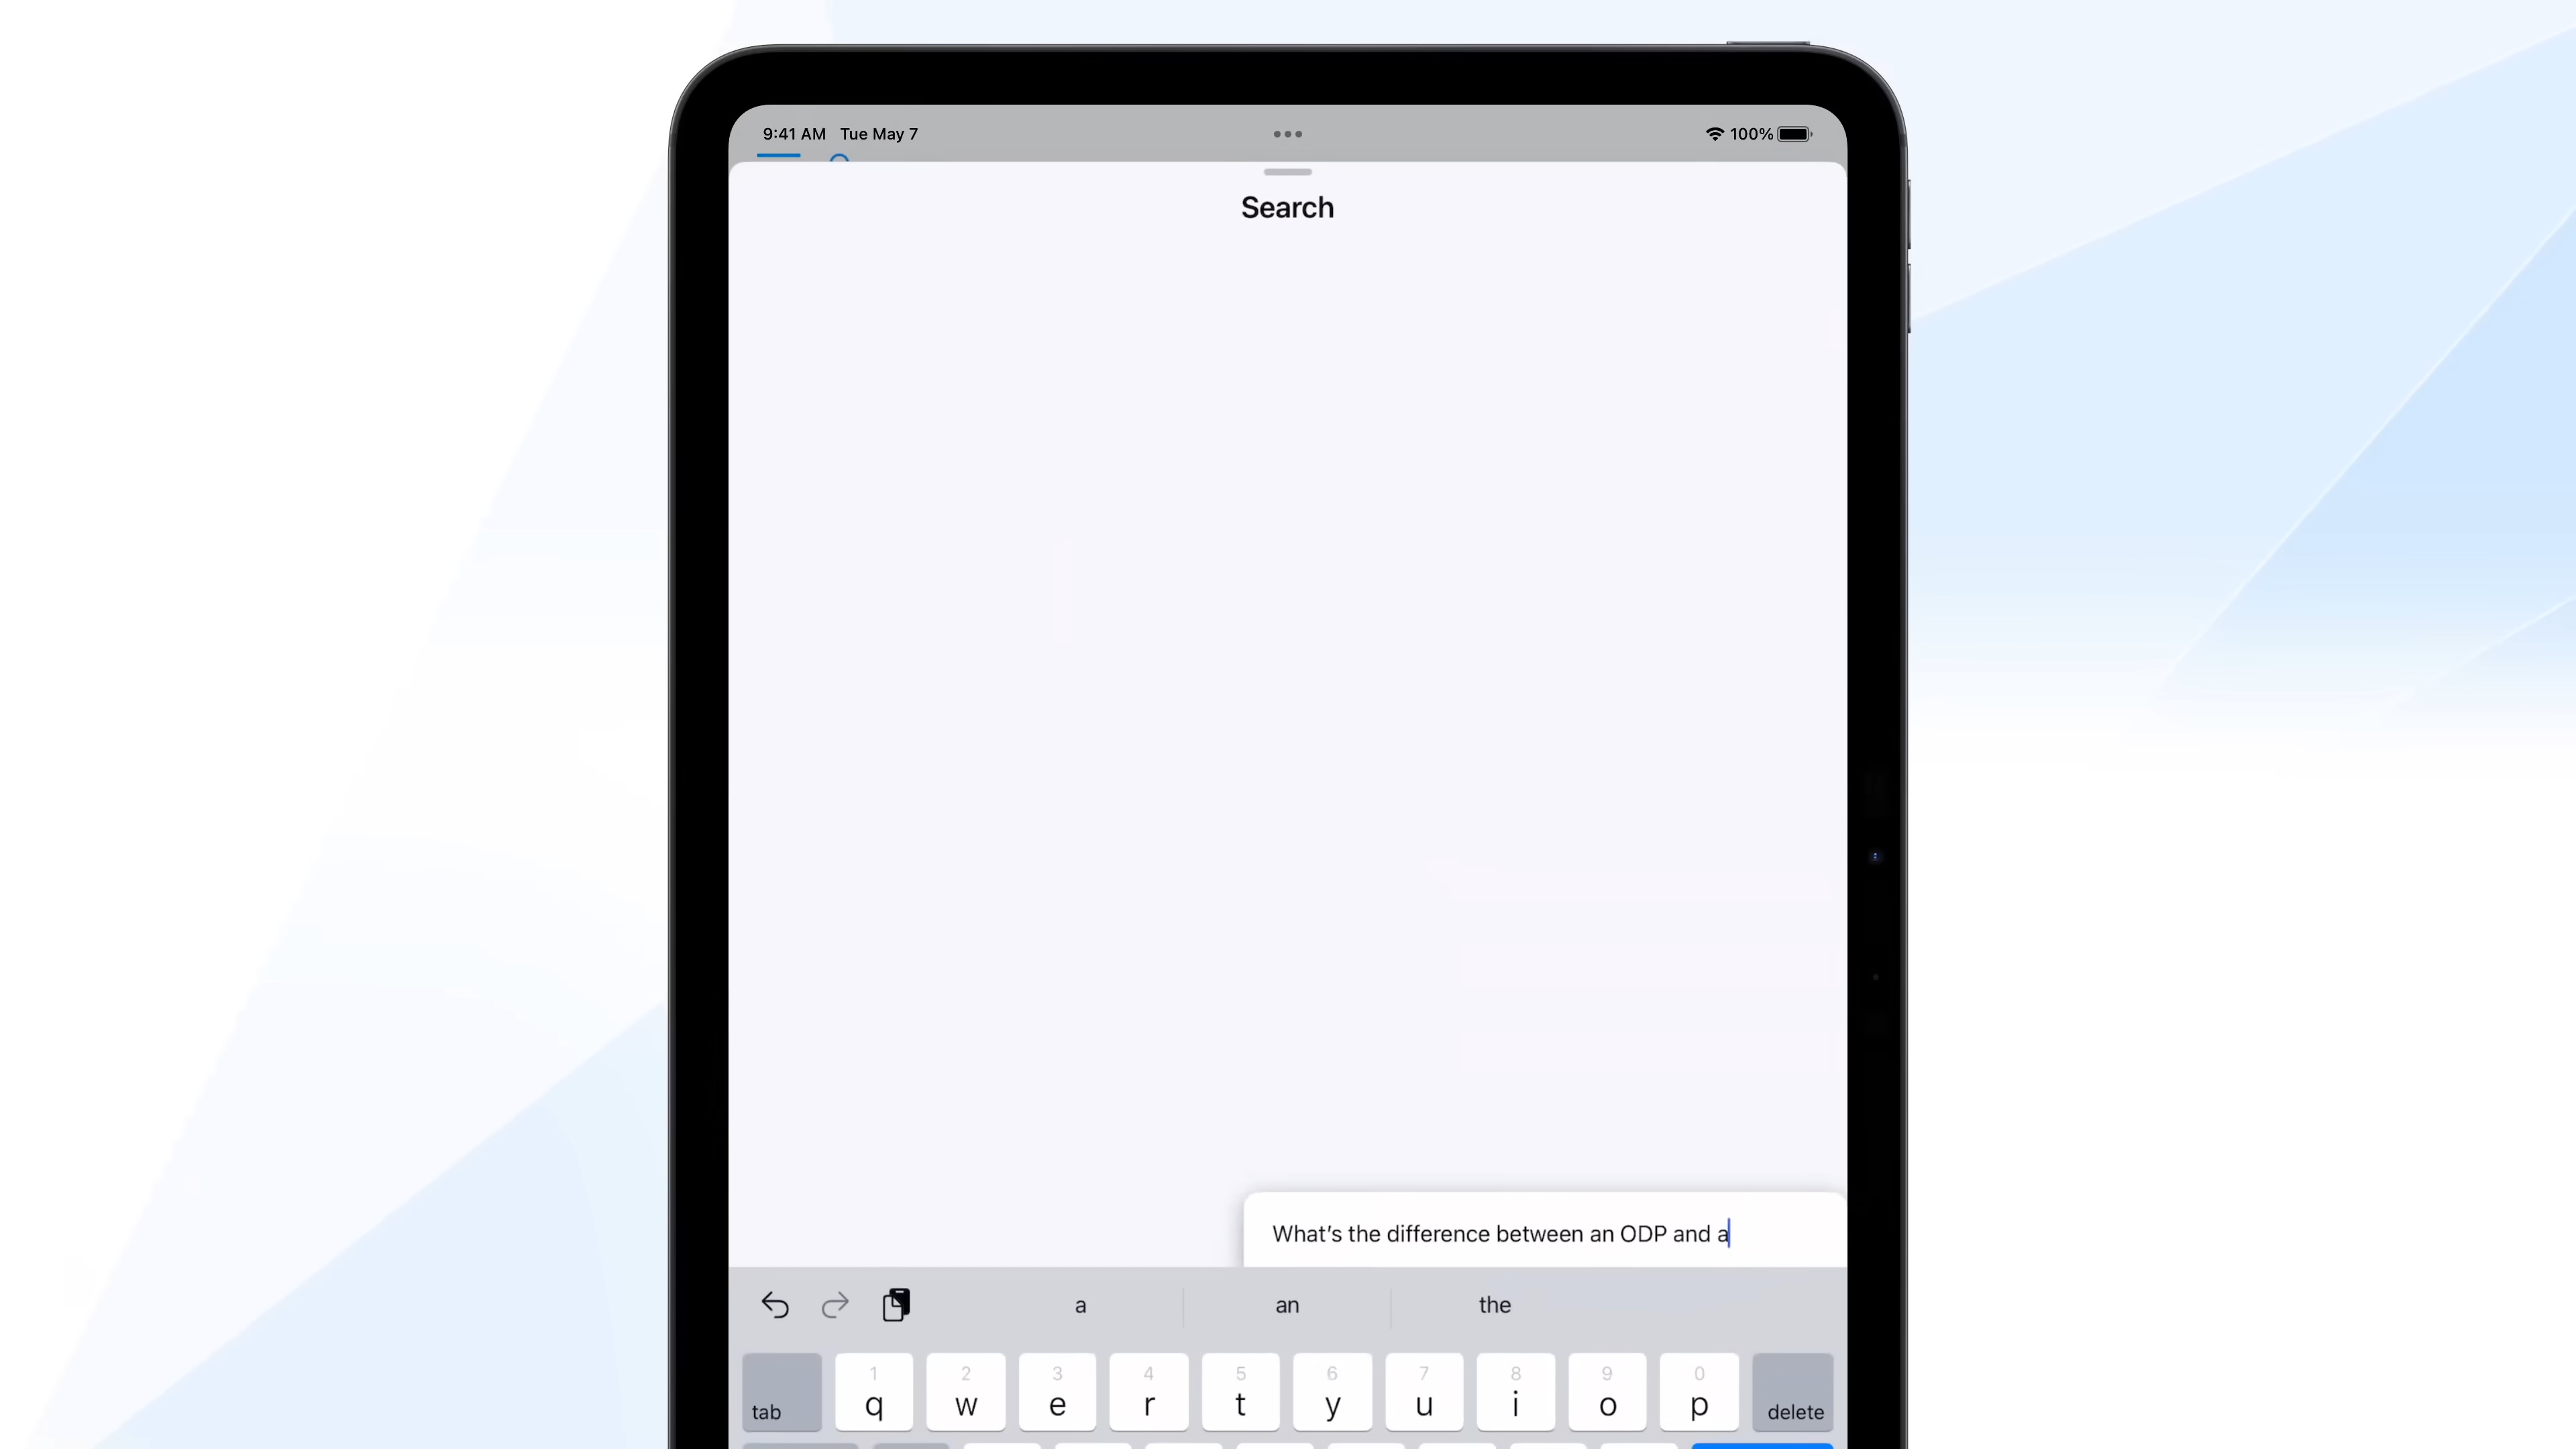 9:41 AM Tue May 7
100%
Search
What's the difference between an ODP and a
a an the
tab 1 2 3 4 5 6 7 8 9 0 delete
q w e r t y u i o p